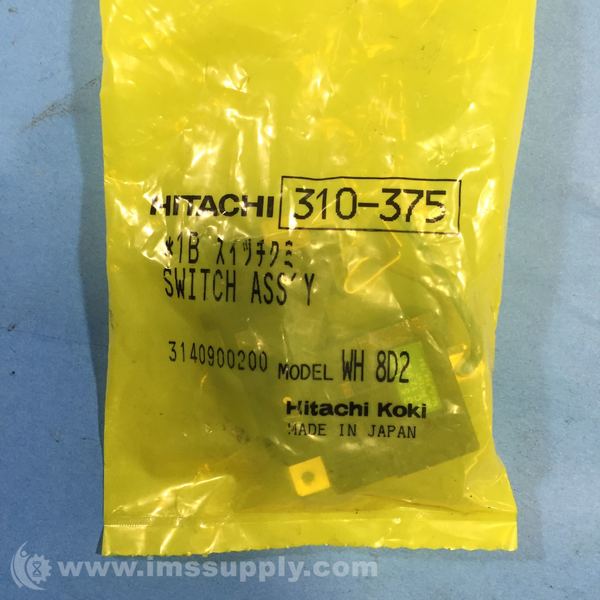 HITACHI 310-375
*1B スイッチクミ
SWITCH ASS'Y
3140900200 MODEL WH 8D2
Hitachi Koki
MADE IN JAPAN
www.imssupply.com